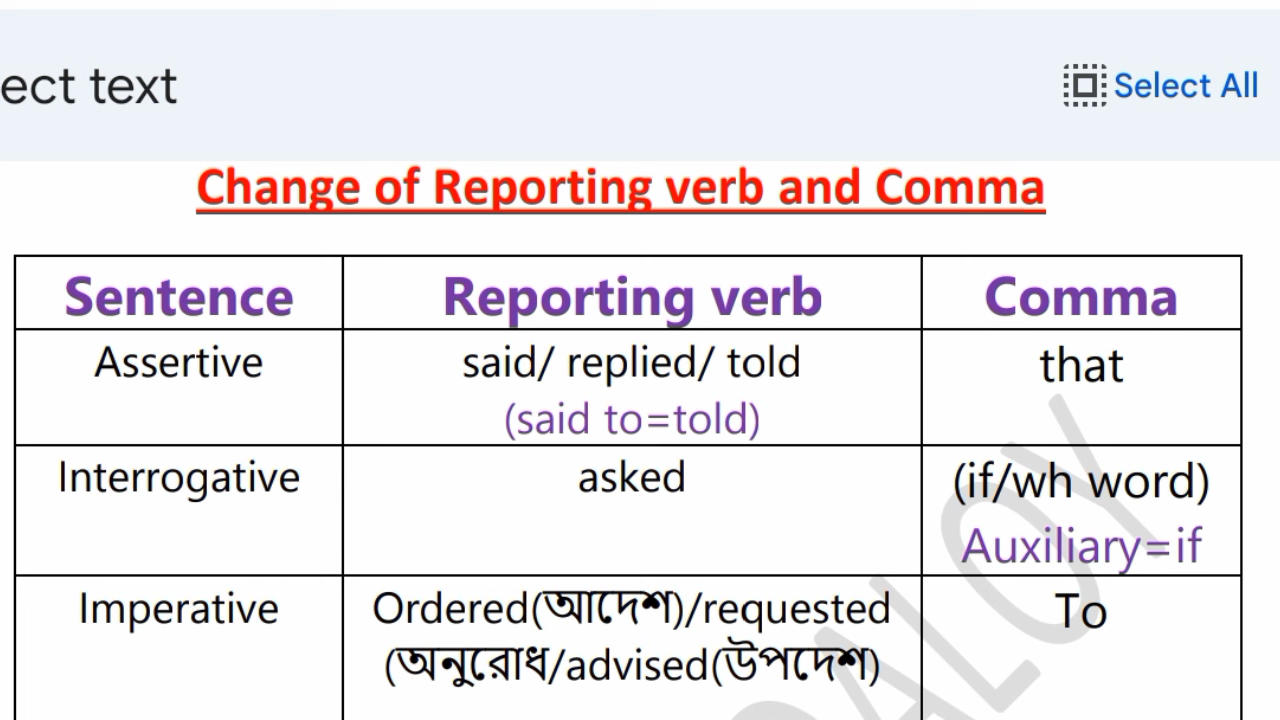 ect text
Select All
Change of Reporting verb and Comma
Sentence
Reporting verb
Comma
Assertive
said/ replied/ told
(said to=told)
that
Interrogative
asked
(if/wh word)
Auxiliary=if
Imperative
Ordered(আদেশ)/requested
(অনুরোধ/advised(উপদেশ)
To